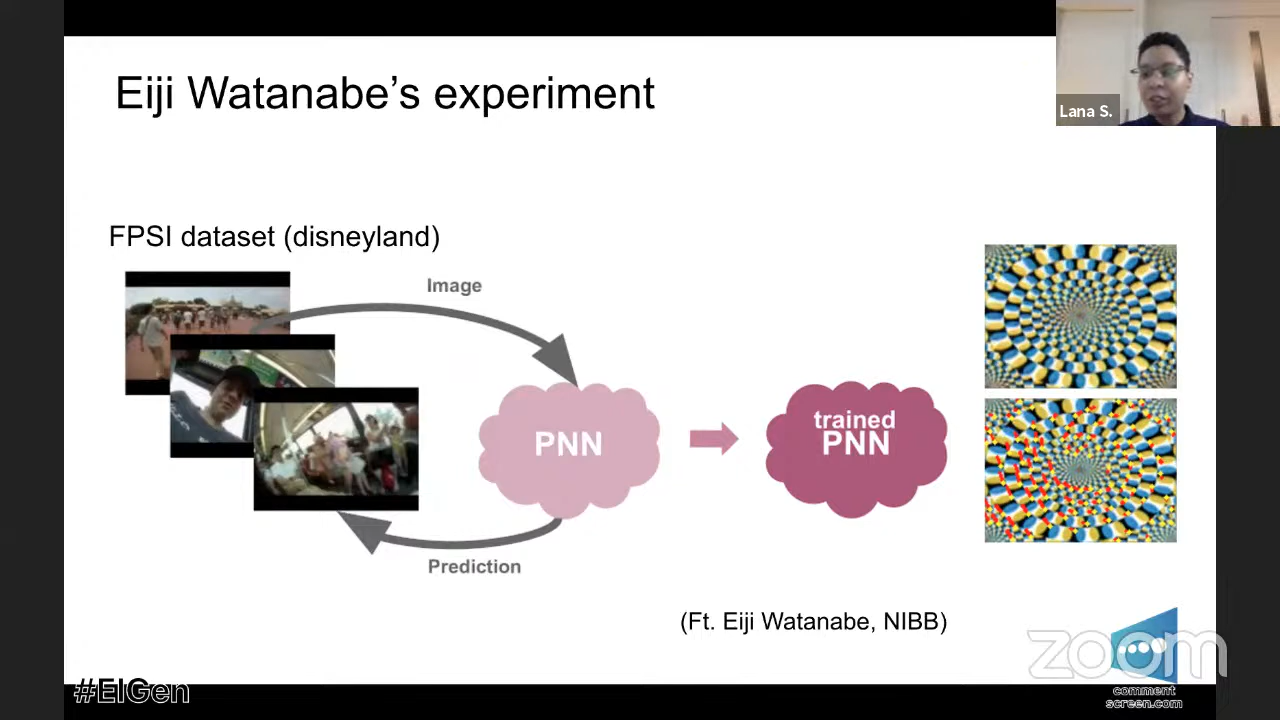 Eiji Watanabe's experiment
Lana S.
FPSI dataset (disneyland)
Image
PNN
trained
PNN
Prediction
(Ft. Eiji Watanabe, NIBB)
zoom
#EIGen
comment
screen.com